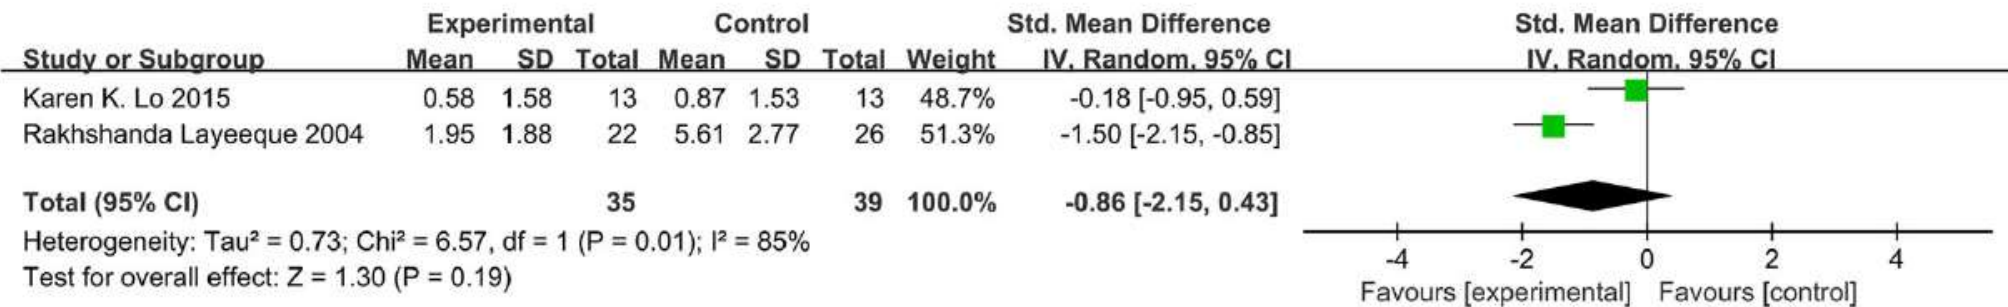 Experimental Control Std. Mean Difference Std. Mean Difference
Study or Subgroup Mean SD Total Mean SD Total Weight IV, Random, 95% CI IV, Random, 95% CI
Karen K. Lo 2015 0.58 1.58 13 0.87 1.53 13 48.7% -0.18 [-0.95, 0.59]
Rakhshanda Layeeque 2004 1.95 1.88 22 5.61 2.77 26 51.3% -1.50 [-2.15, -0.85]
Total (95% CI) 35 39 100.0% -0.86 [-2.15, 0.43]
Heterogeneity: Tau² = 0.73; Chi² = 6.57, df = 1 (P = 0.01); I² = 85%
Test for overall effect: Z = 1.30 (P = 0.19)
-4 -2 0 2 4
Favours [experimental] Favours [control]